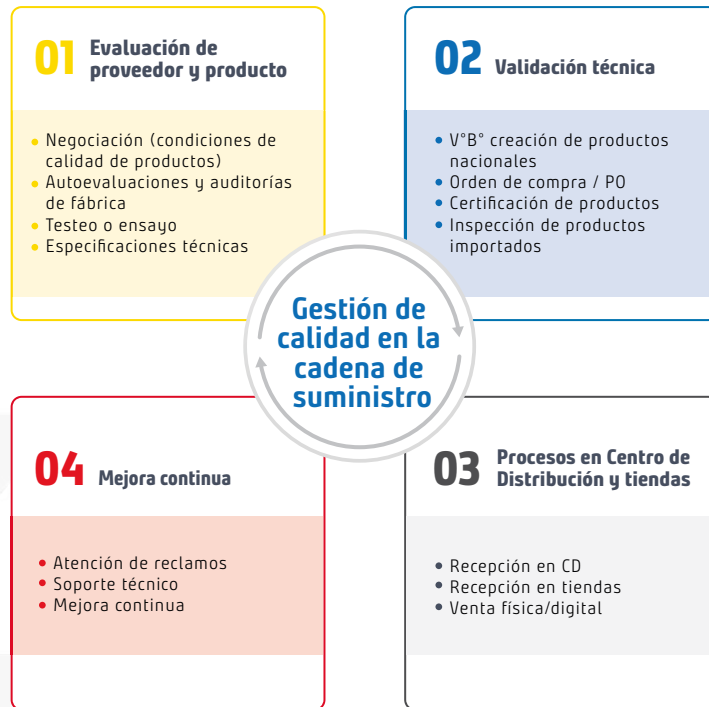 01
Evaluación de
proveedor y producto
• Negociación (condiciones de
calidad de productos)
• Autoevaluaciones y auditorías
de fábrica
• Testeo o ensayo
• Especificaciones técnicas
02
Validación técnica
• V°B° creación de productos
nacionales
• Orden de compra / PO
• Certificación de productos
• Inspección de productos
importados
Gestión de
calidad en la
cadena de
suministro
03
Procesos en Centro de
Distribución y tiendas
• Recepción en CD
• Recepción en tiendas
• Venta física/digital
04
Mejora continua
• Atención de reclamos
• Soporte técnico
• Mejora continua